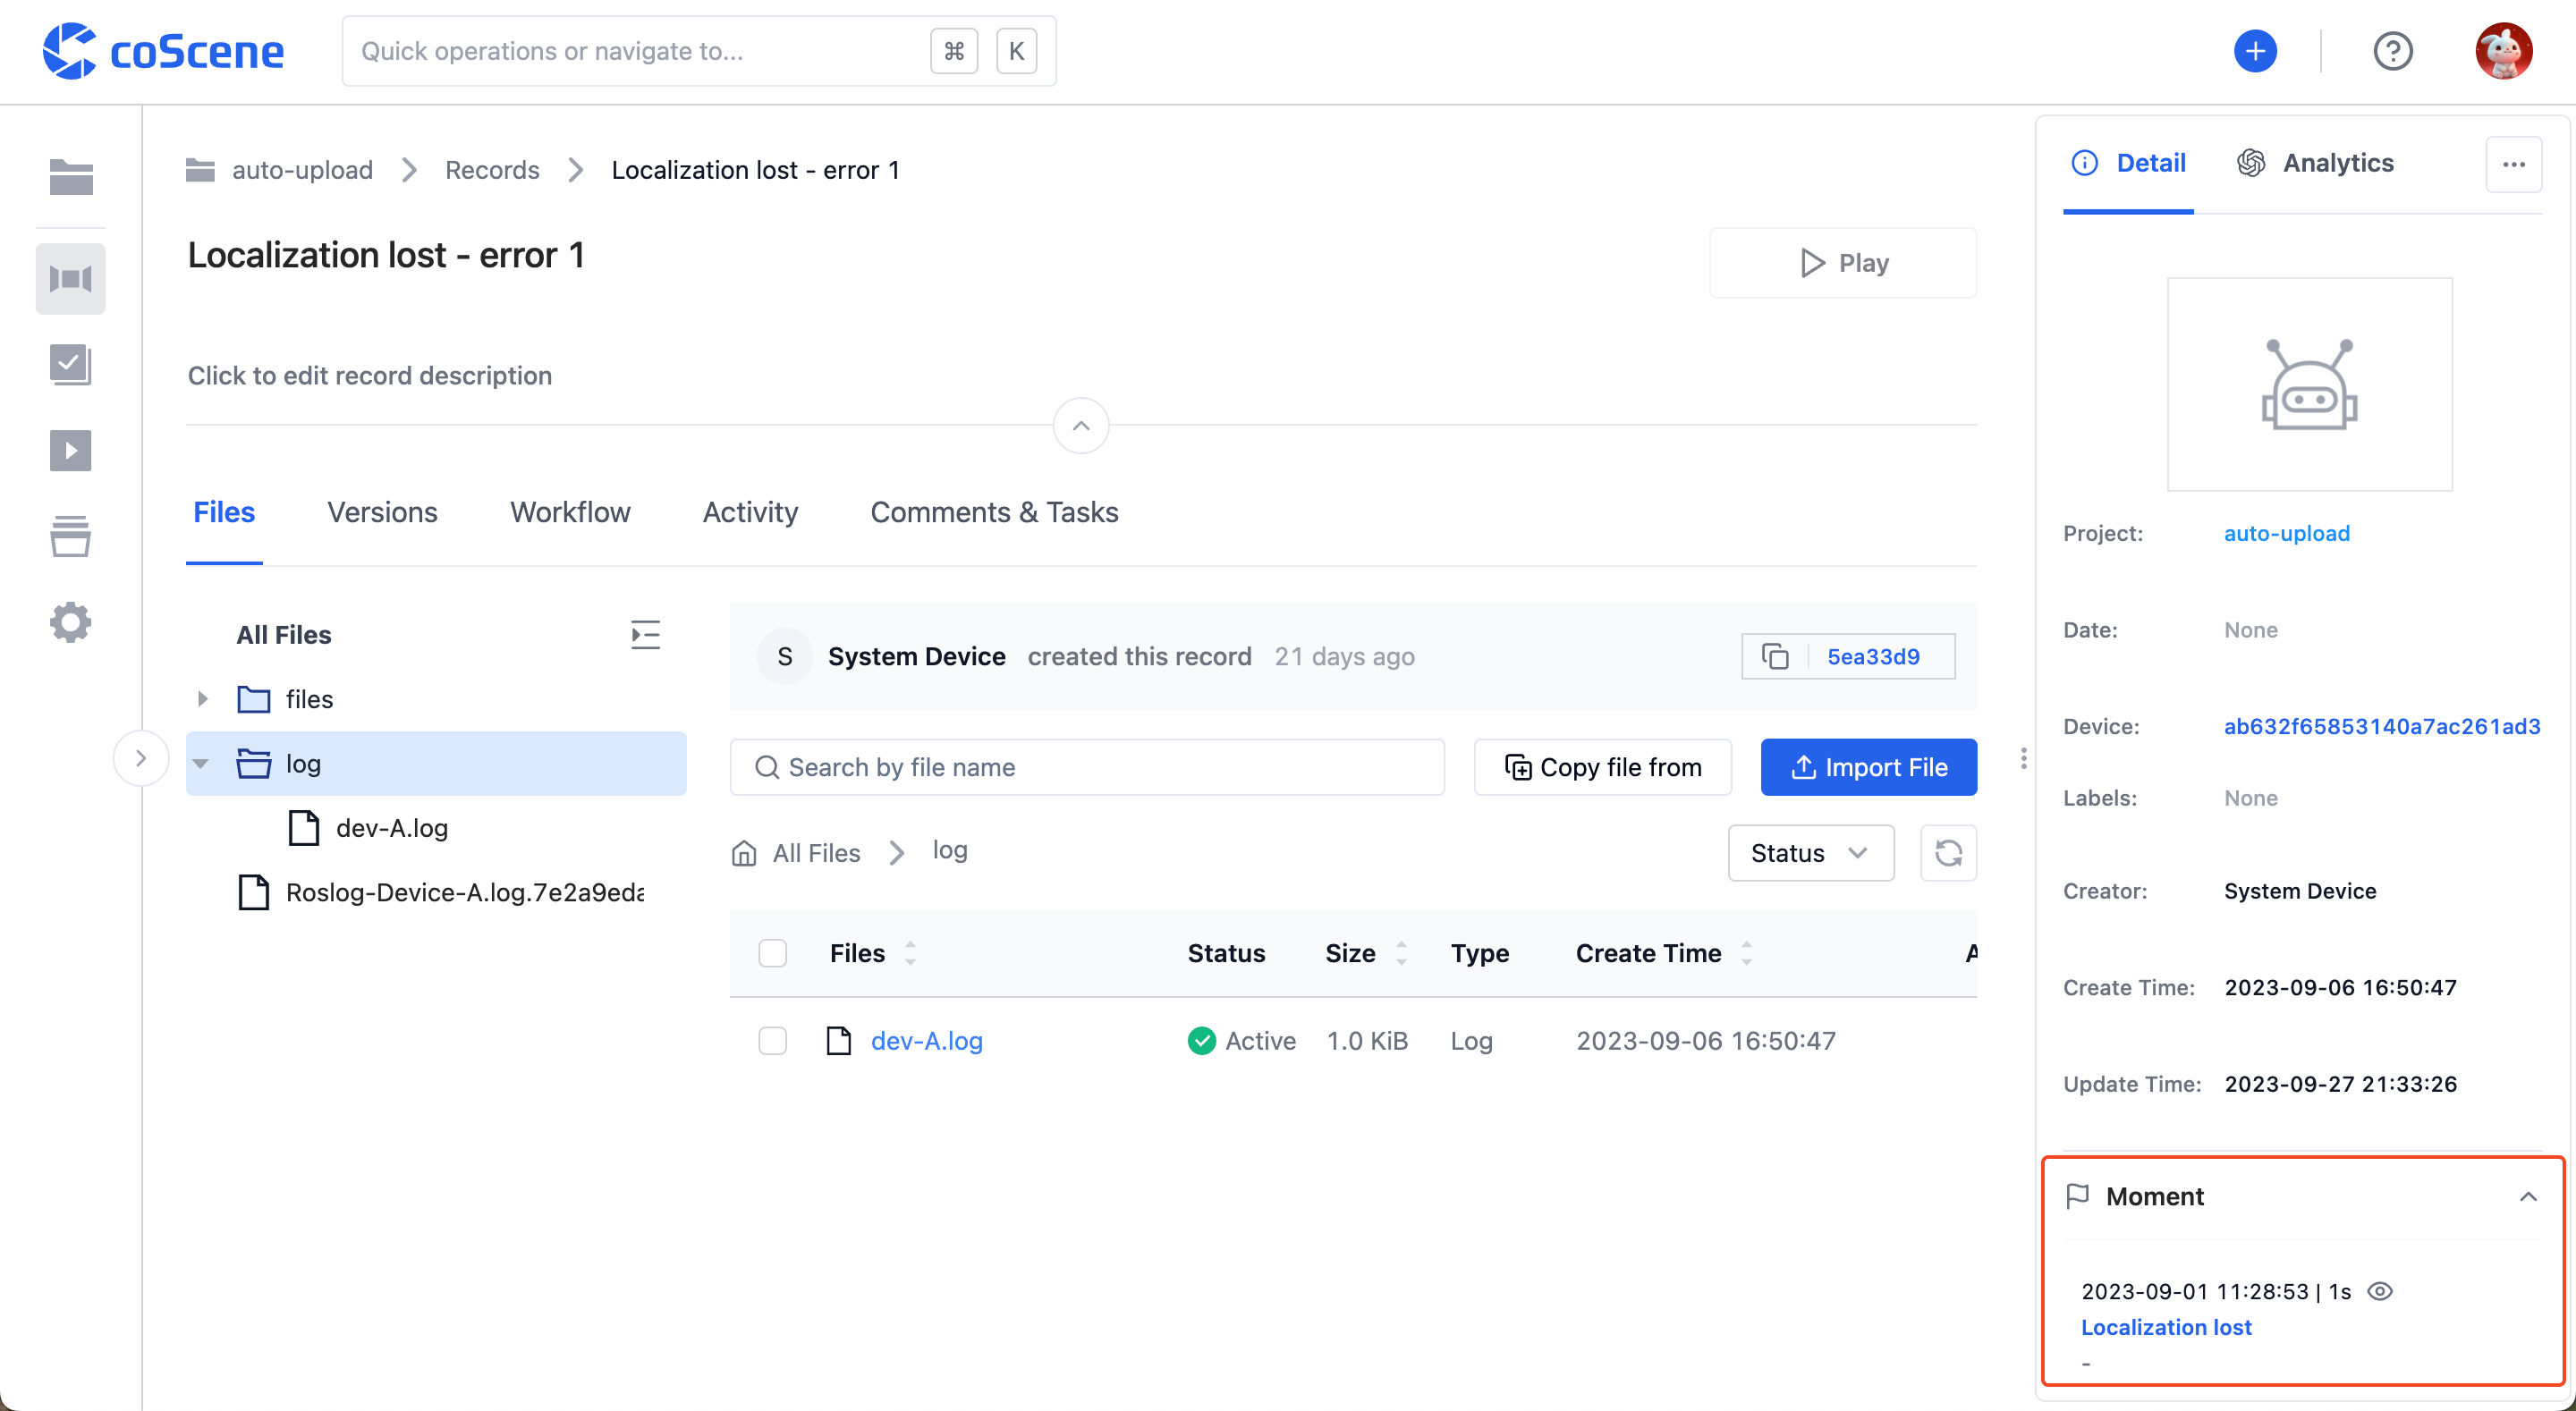 coScene
Quick operations or navigate to...
⌘ K
auto-upload
Records
Localization lost - error 1
Localization lost - error 1
Play
Click to edit record description
Files
Versions
Workflow
Activity
Comments & Tasks
All Files
files
log
dev-A.log
Roslog-Device-A.log.7e2a9eda
S
System Device created this record 21 days ago
5ea33d9
Search by file name
Copy file from
Import File
All Files
log
Status
Files
Status
Size
Type
Create Time
A
dev-A.log
Active
1.0 KiB
Log
2023-09-06 16:50:47
Detail
Analytics
Project: auto-upload
Date: None
Device: ab632f65853140a7ac261ad3
Labels: None
Creator: System Device
Create Time: 2023-09-06 16:50:47
Update Time: 2023-09-27 21:33:26
Moment
2023-09-01 11:28:53 | 1s
Localization lost
-